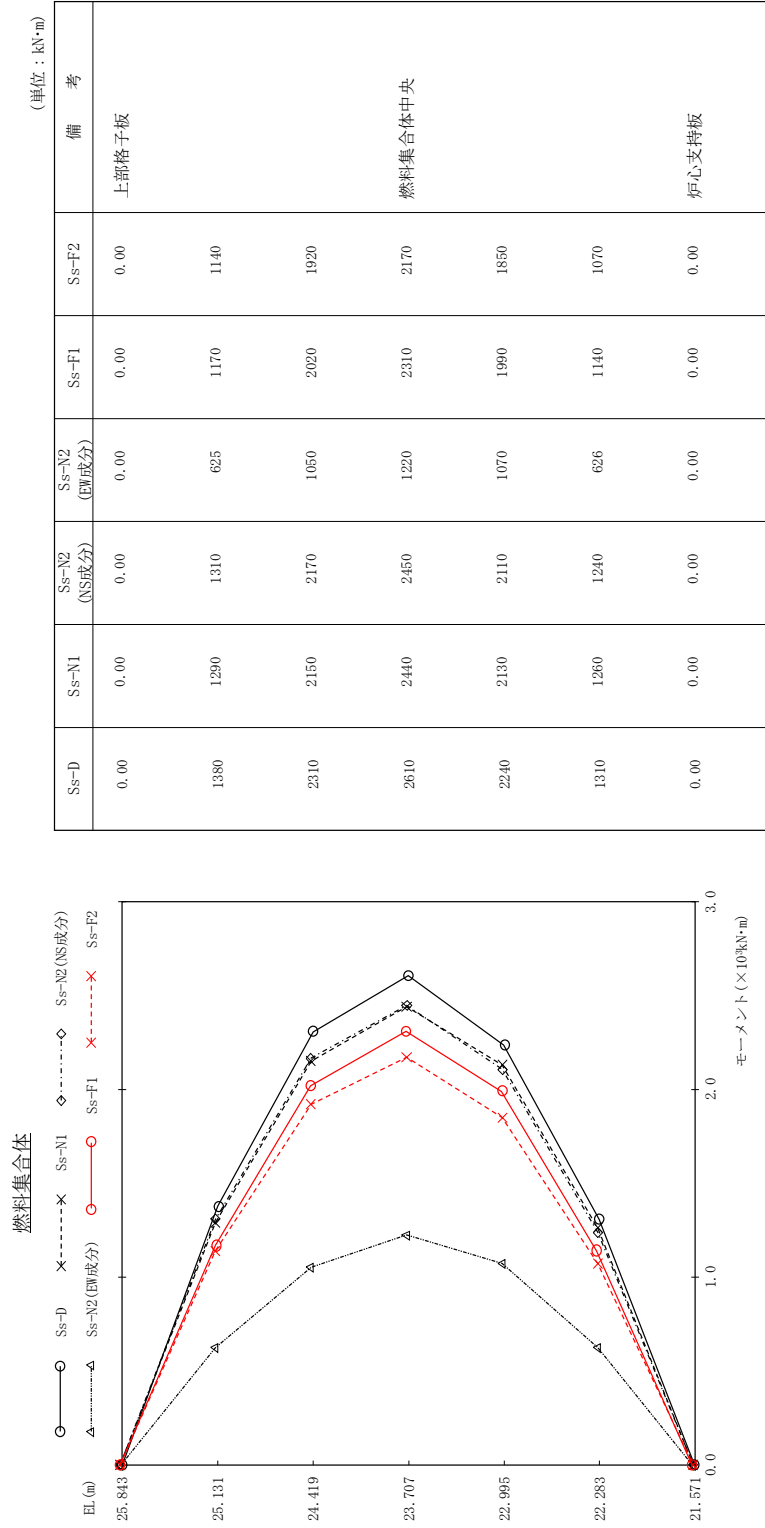 燃料集合体
Ss-D Ss-N1 Ss-N2(NS成分)
Ss-N2(EW成分) Ss-F1 Ss-F2
EL(m)
25.843
25.131
24.419
23.707
22.995
22.283
21.571
0.0 1.0 2.0 3.0
モーメント(×10³kN・m)
(単位：kN・m)
Ss-D Ss-N1 Ss-N2(NS成分) Ss-N2(EW成分) Ss-F1 Ss-F2 備 考
0.00 0.00 0.00 0.00 0.00 0.00 上部格子板
1380 1290 1310 625 1170 1140
2310 2150 2170 1050 2020 1920
2610 2440 2450 1220 2310 2170 燃料集合体中央
2240 2130 2110 1070 1990 1850
1310 1260 1240 626 1140 1070
0.00 0.00 0.00 0.00 0.00 0.00 炉心支持板